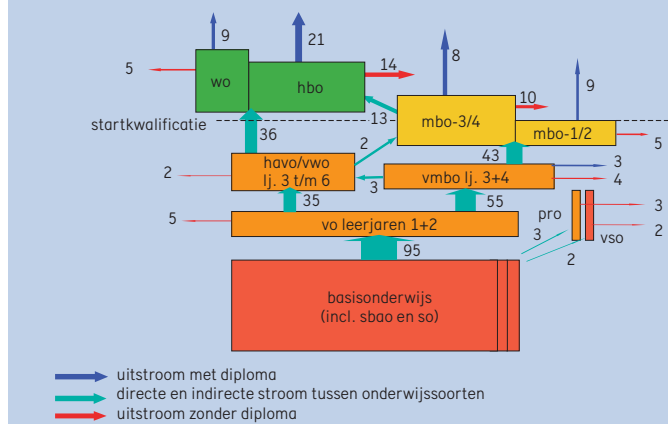 9
21
8
5
wo
hbo
14
10
9
13
mbo-3/4
startkwalificatie
mbo-1/2
36
2
43
5
havo/vwo
lj. 3 t/m 6
2
3
vmbo lj. 3+4
3
4
35
55
pro
5
vo leerjaren 1+2
3
3
vso
2
2
95
basisonderwijs
(incl. sbao en so)
uitstroom met diploma
directe en indirecte stroom tussen onderwijssoorten
uitstroom zonder diploma